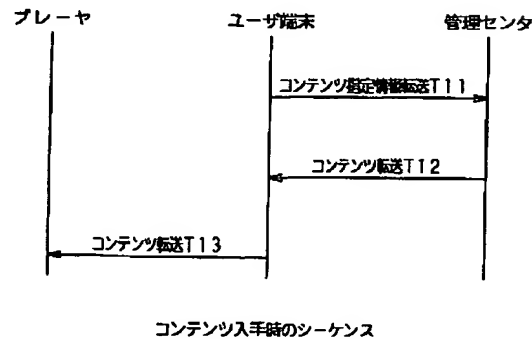 プレーヤ
ユーザ端末
管理センタ
コンテンツ指定情報転送T11
コンテンツ転送T12
コンテンツ転送T13
コンテンツ入手時のシーケンス